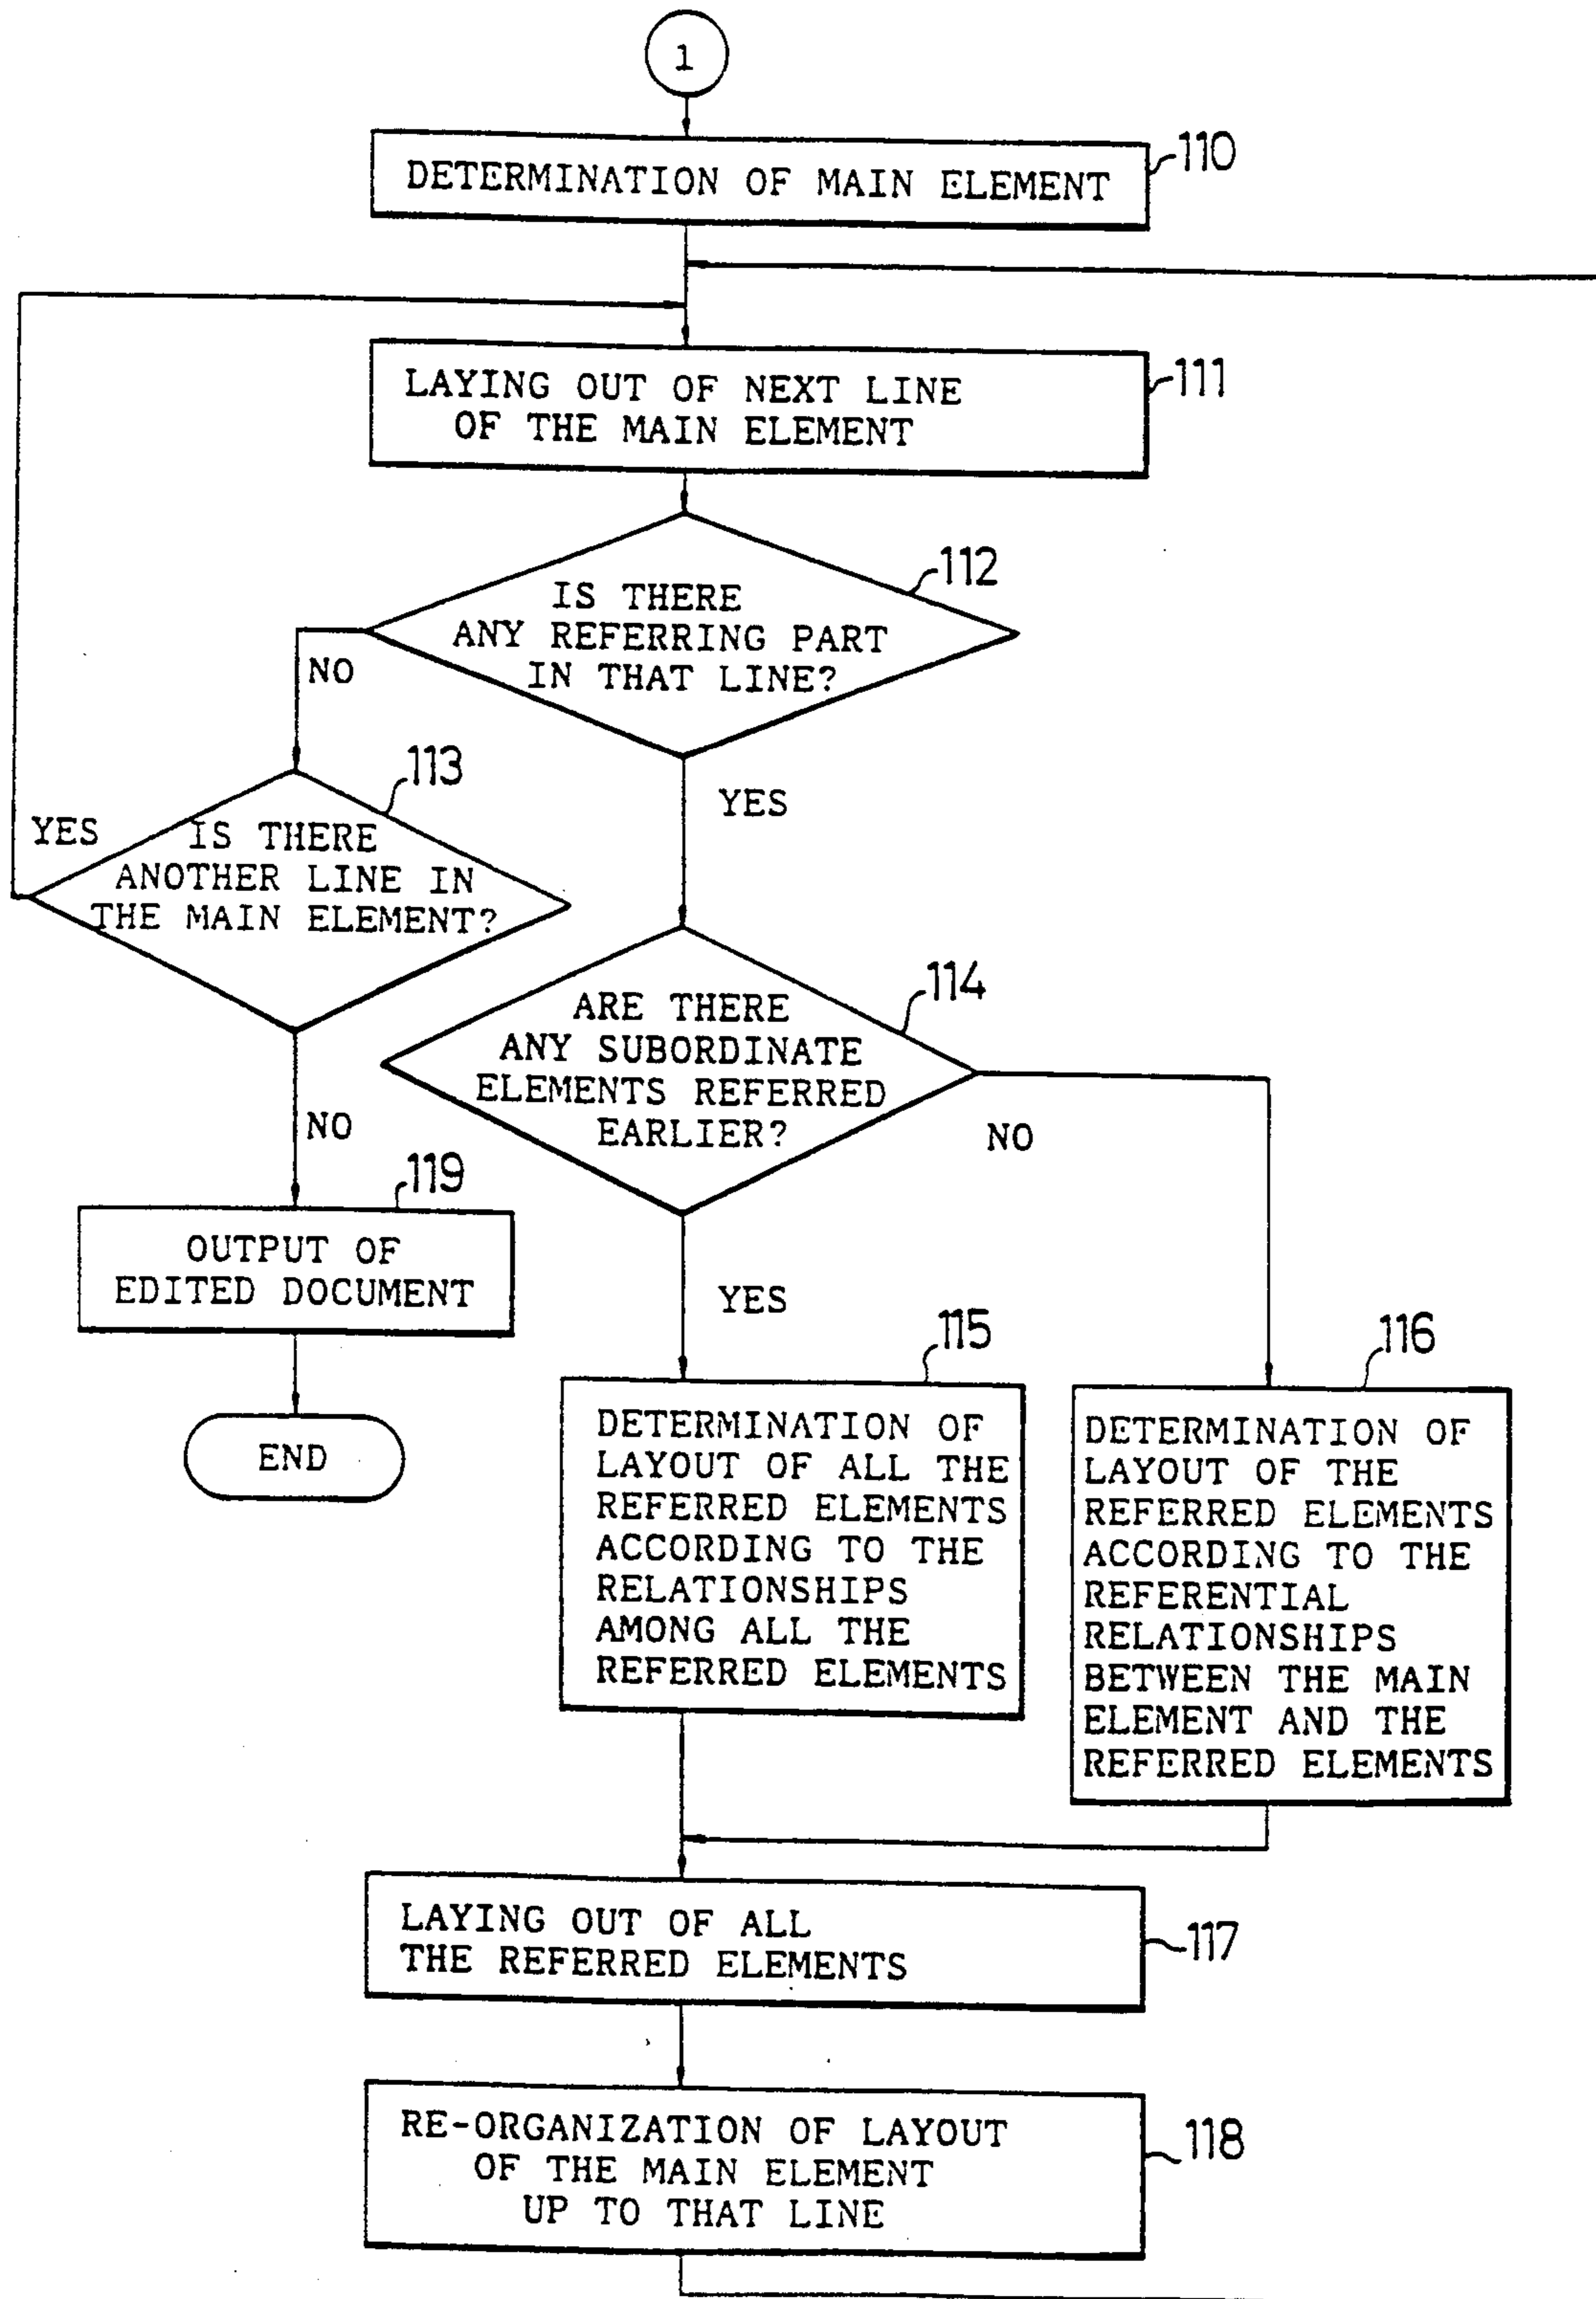 1
DETERMINATION OF MAIN ELEMENT
110
LAYING OUT OF NEXT LINE
OF THE MAIN ELEMENT
111
IS THERE
ANY REFERRING PART
IN THAT LINE?
112
NO
YES
113
IS THERE
ANOTHER LINE IN
THE MAIN ELEMENT?
YES
NO
114
ARE THERE
ANY SUBORDINATE
ELEMENTS REFERRED
EARLIER?
NO
YES
119
OUTPUT OF
EDITED DOCUMENT
END
115
DETERMINATION OF
LAYOUT OF ALL THE
REFERRED ELEMENTS
ACCORDING TO THE
RELATIONSHIPS
AMONG ALL THE
REFERRED ELEMENTS
116
DETERMINATION OF
LAYOUT OF THE
REFERRED ELEMENTS
ACCORDING TO THE
REFERENTIAL
RELATIONSHIPS
BETWEEN THE MAIN
ELEMENT AND THE
REFERRED ELEMENTS
LAYING OUT OF ALL
THE REFERRED ELEMENTS
117
RE-ORGANIZATION OF LAYOUT
OF THE MAIN ELEMENT
UP TO THAT LINE
118